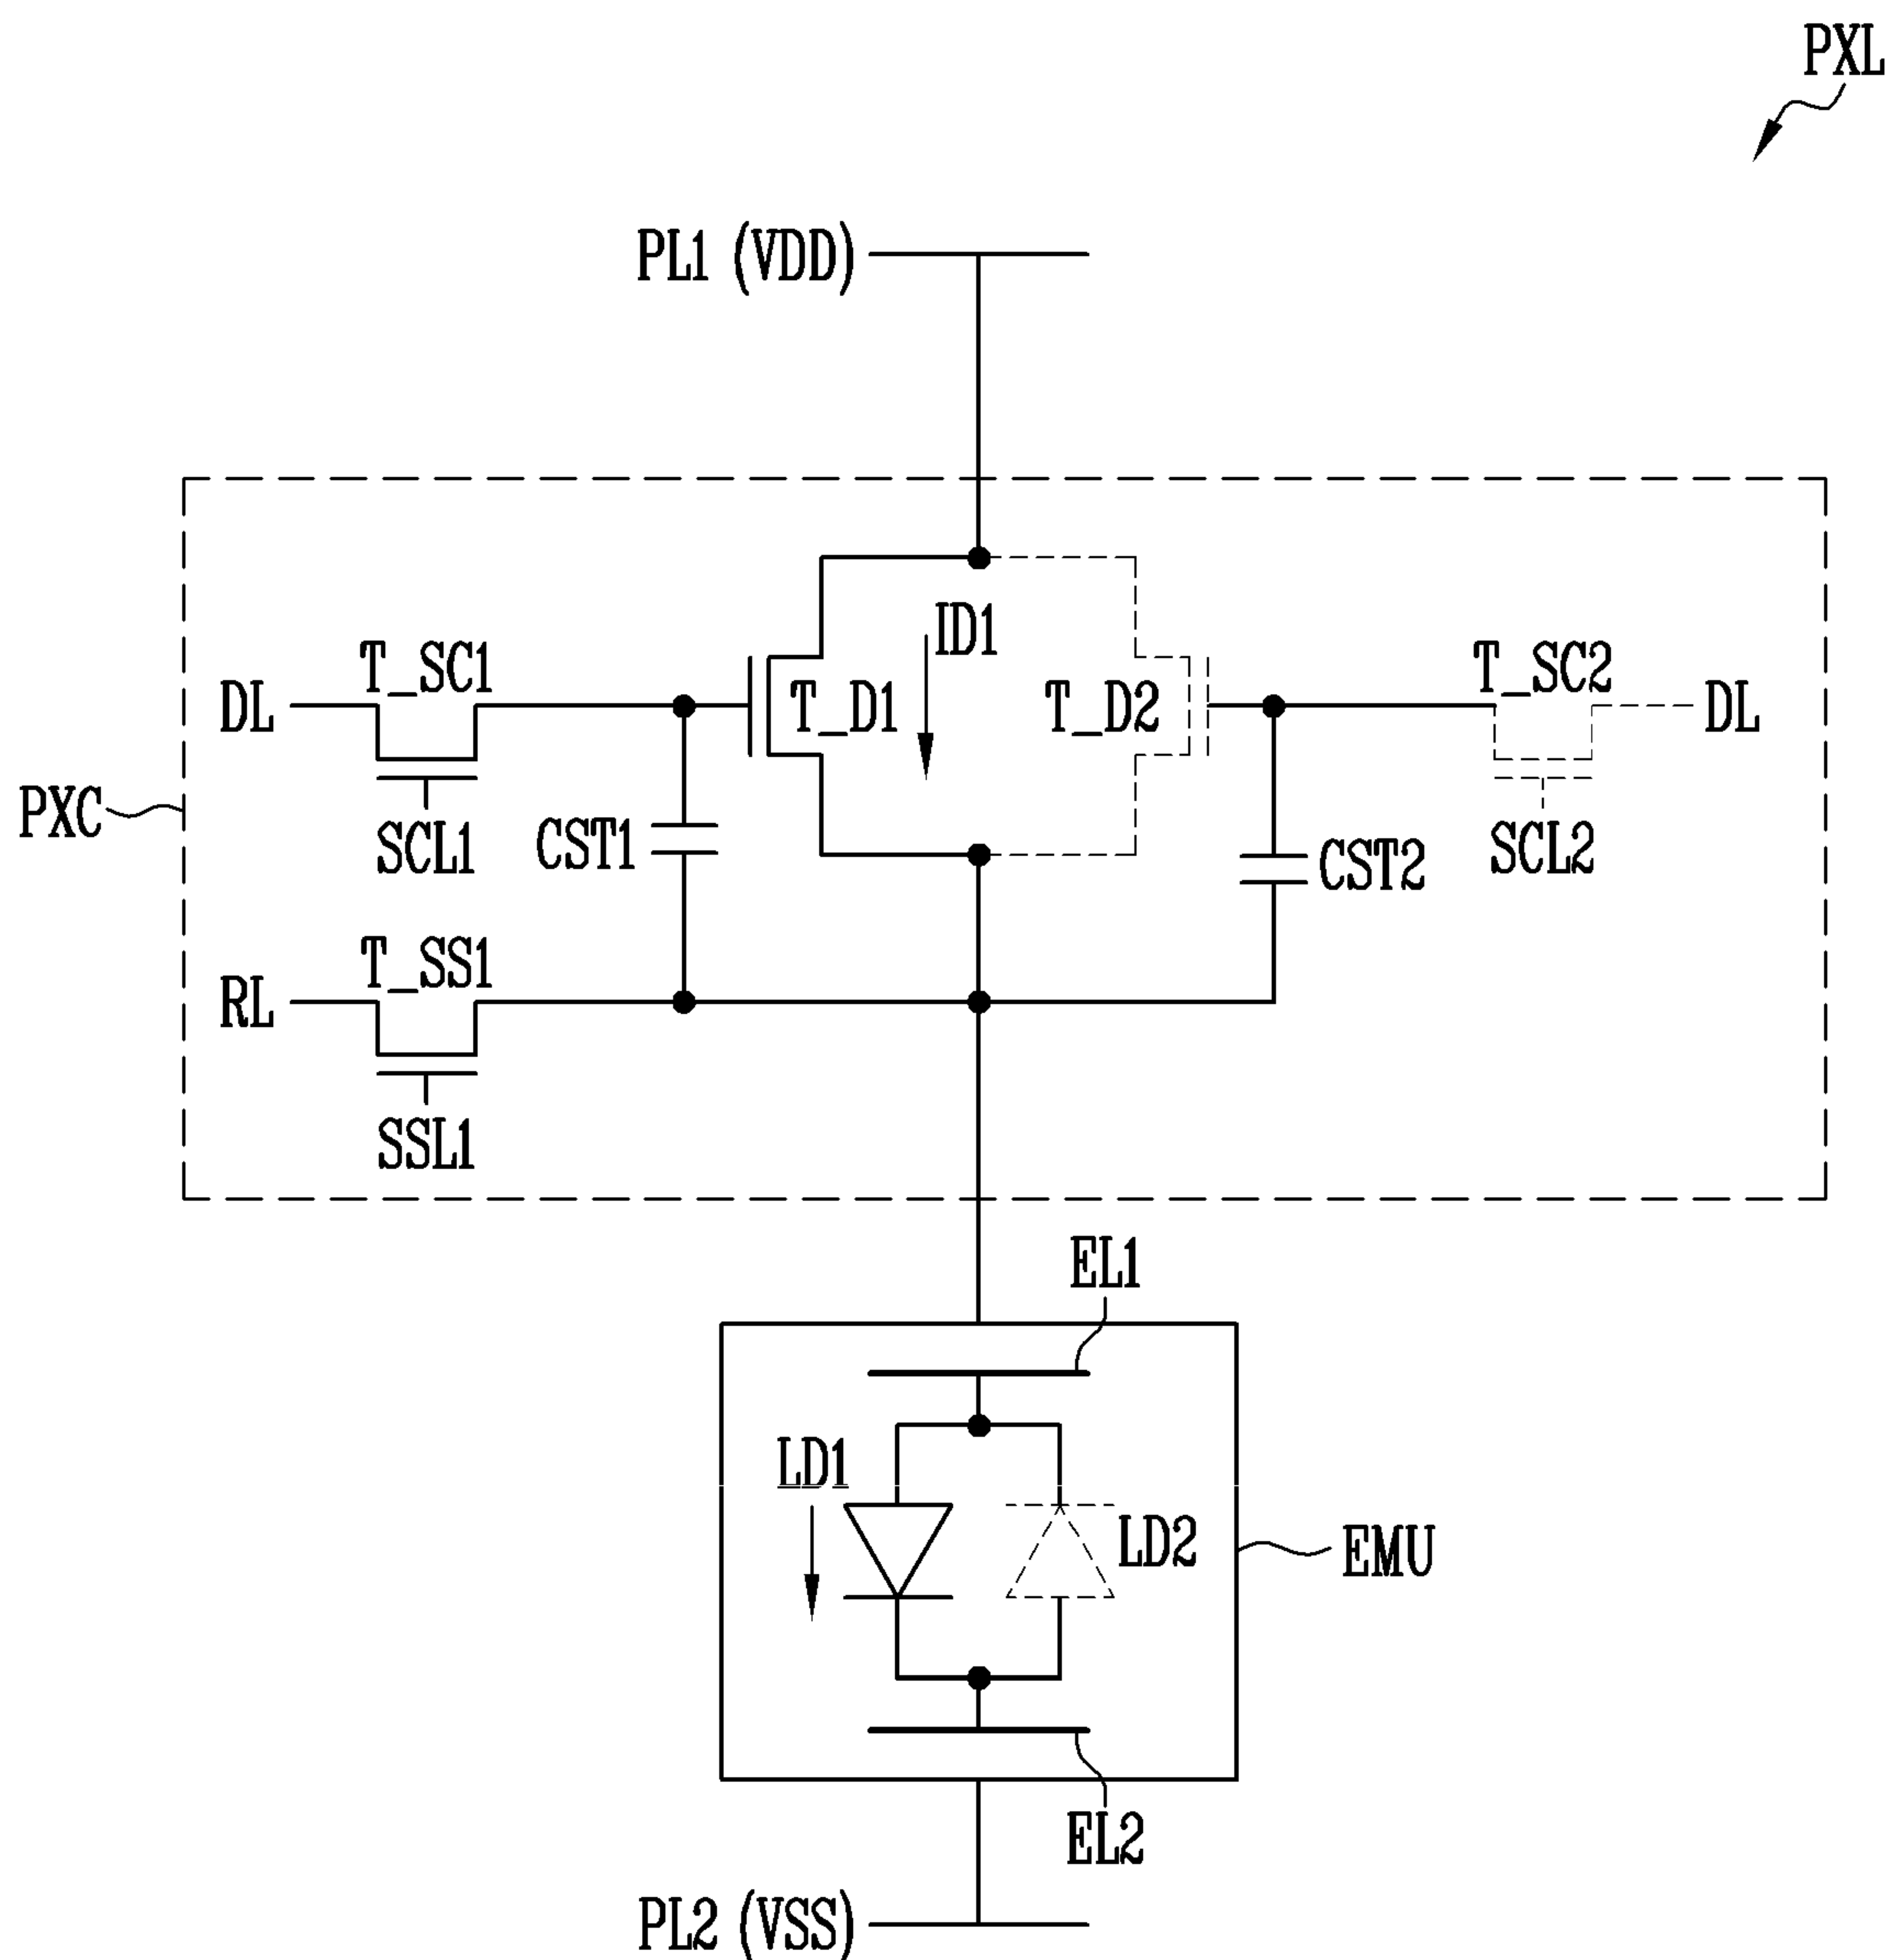 PXL
PL1 (VDD)
ID1
T_SC1
T_SC2
DL
T_D1
T_D2
DL
PXC
SCL1
CST1
CST2
SCL2
T_SS1
RL
SSL1
EL1
LD1
LD2
EMU
EL2
PL2 (VSS)